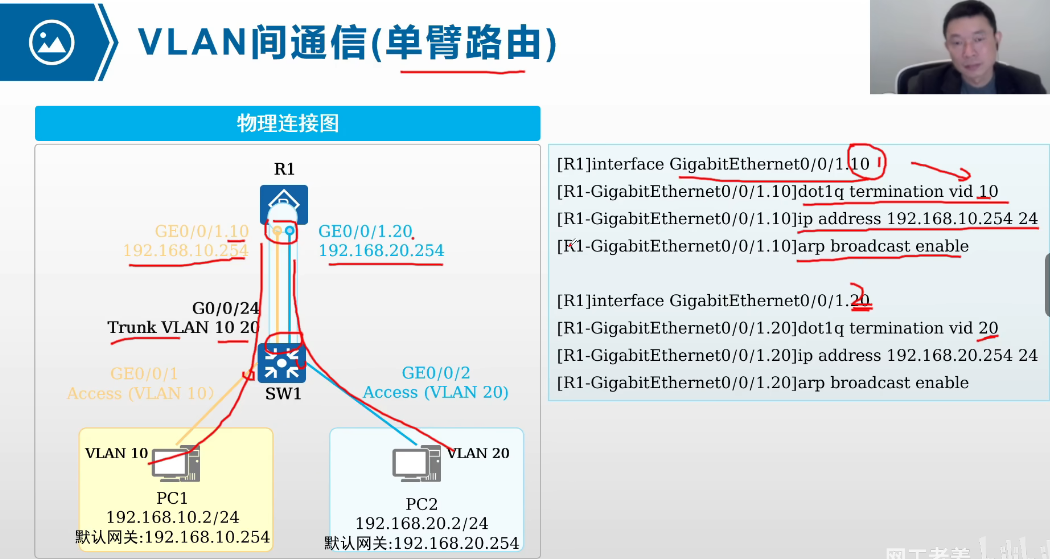 VLAN间通信(单臂路由)
物理连接图
R1
GE0/0/1.10
192.168.10.254
GE0/0/1.20
192.168.20.254
G0/0/24
Trunk VLAN 10 20
GE0/0/1
Access (VLAN 10)
SW1
GE0/0/2
Access (VLAN 20)
VLAN 10
PC1
192.168.10.2/24
默认网关:192.168.10.254
VLAN 20
PC2
192.168.20.2/24
默认网关:192.168.20.254
[R1]interface GigabitEthernet0/0/1.10
[R1-GigabitEthernet0/0/1.10]dot1q termination vid 10
[R1-GigabitEthernet0/0/1.10]ip address 192.168.10.254 24
[R1-GigabitEthernet0/0/1.10]arp broadcast enable
[R1]interface GigabitEthernet0/0/1.20
[R1-GigabitEthernet0/0/1.20]dot1q termination vid 20
[R1-GigabitEthernet0/0/1.20]ip address 192.168.20.254 24
[R1-GigabitEthernet0/0/1.20]arp broadcast enable